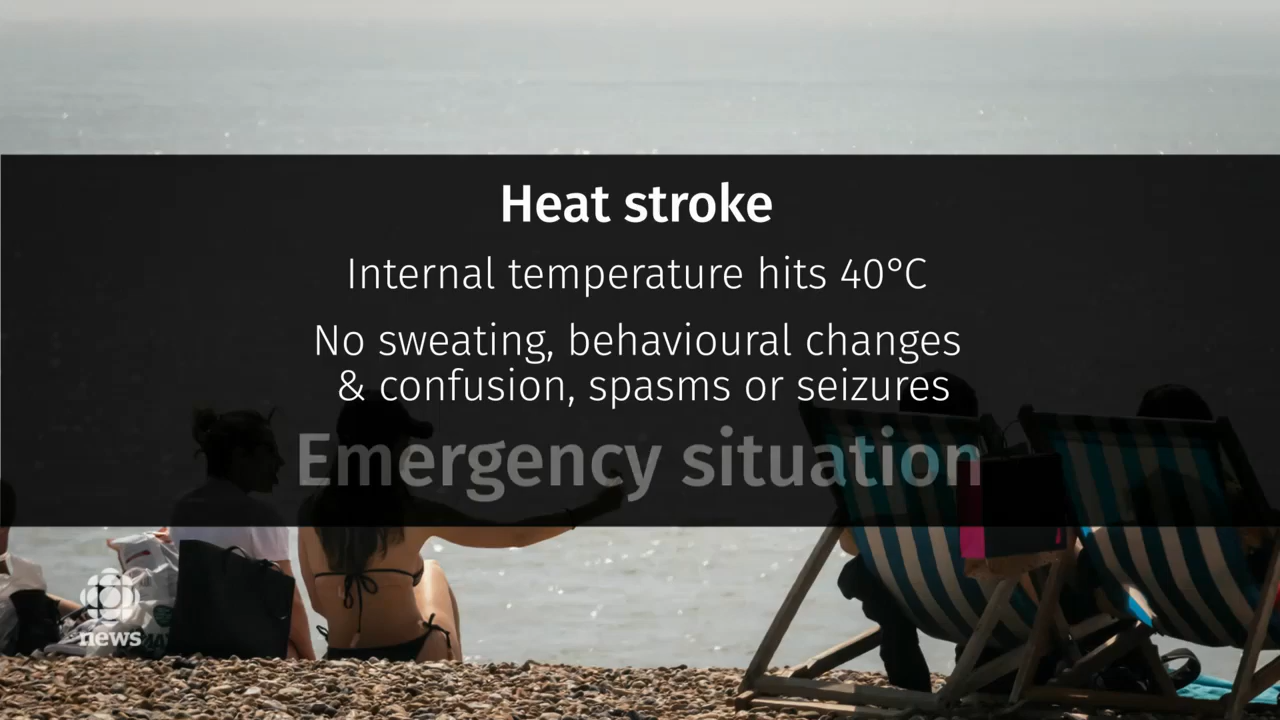 Heat stroke
Internal temperature hits 40°C
No sweating, behavioural changes
& confusion, spasms or seizures
Emergency situation
news